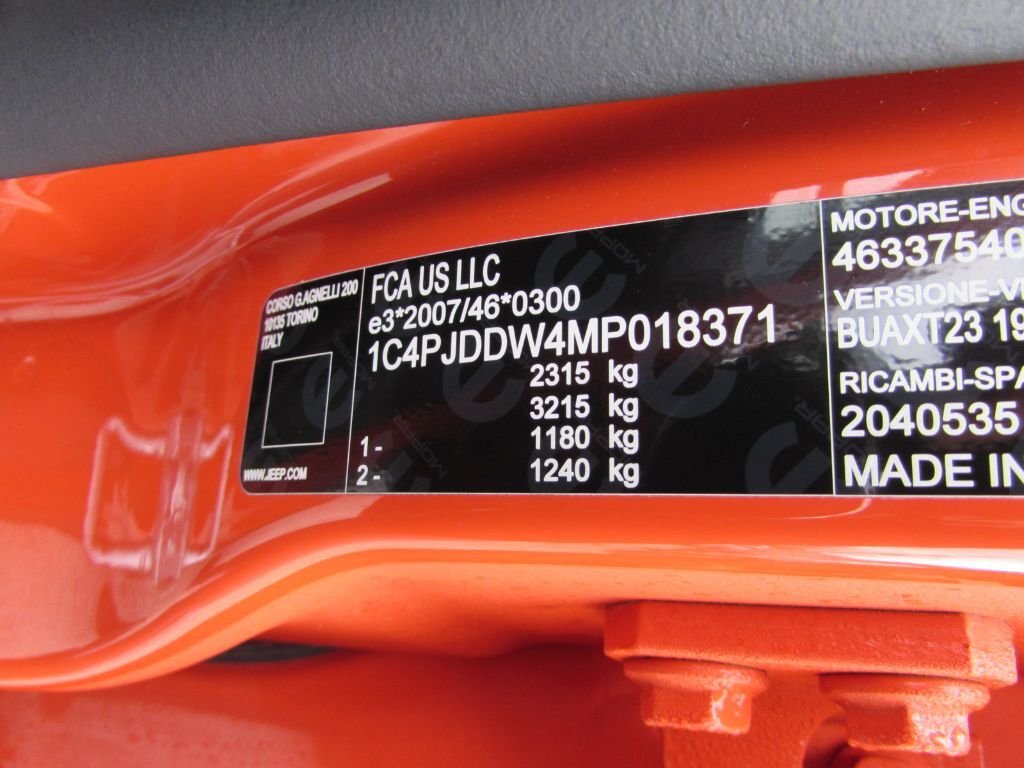 CORSO G.AGNELLI 200
10135 TORINO
ITALY
WWW.JEEP.COM
FCA US LLC
e3*2007/46*0300
1C4PJDDW4MP018371
2315 kg
3215 kg
1 - 1180 kg
2 - 1240 kg
MOTORE-ENG
46337540
VERSIONE-VE
BUAXT23 19
RICAMBI-SPA
2040535
MADE IN
MOPAR